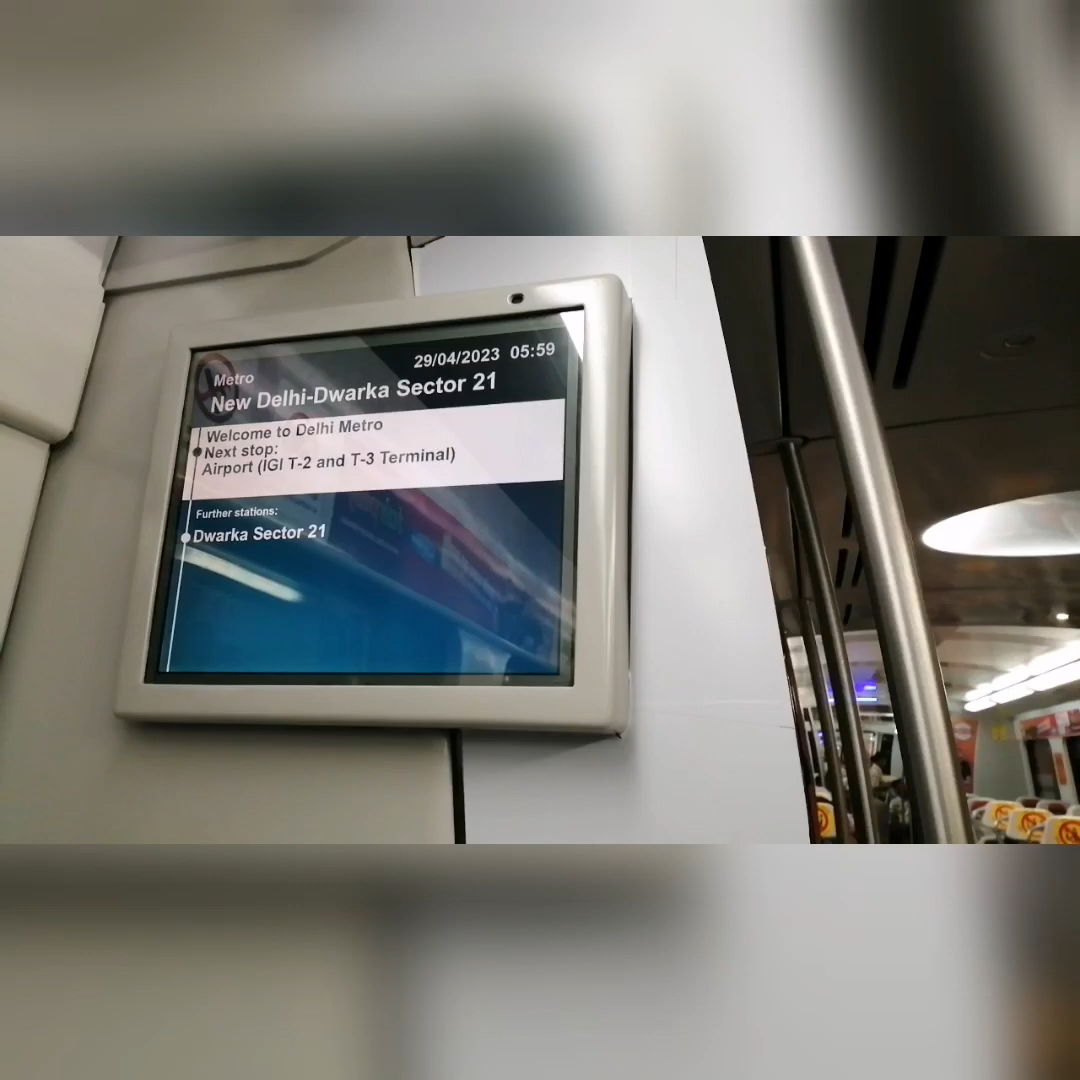 29/04/2023 05:59
Metro
New Delhi-Dwarka Sector 21
Welcome to Delhi Metro
Next stop:
Airport (IGI T-2 and T-3 Terminal)
Further stations:
Dwarka Sector 21